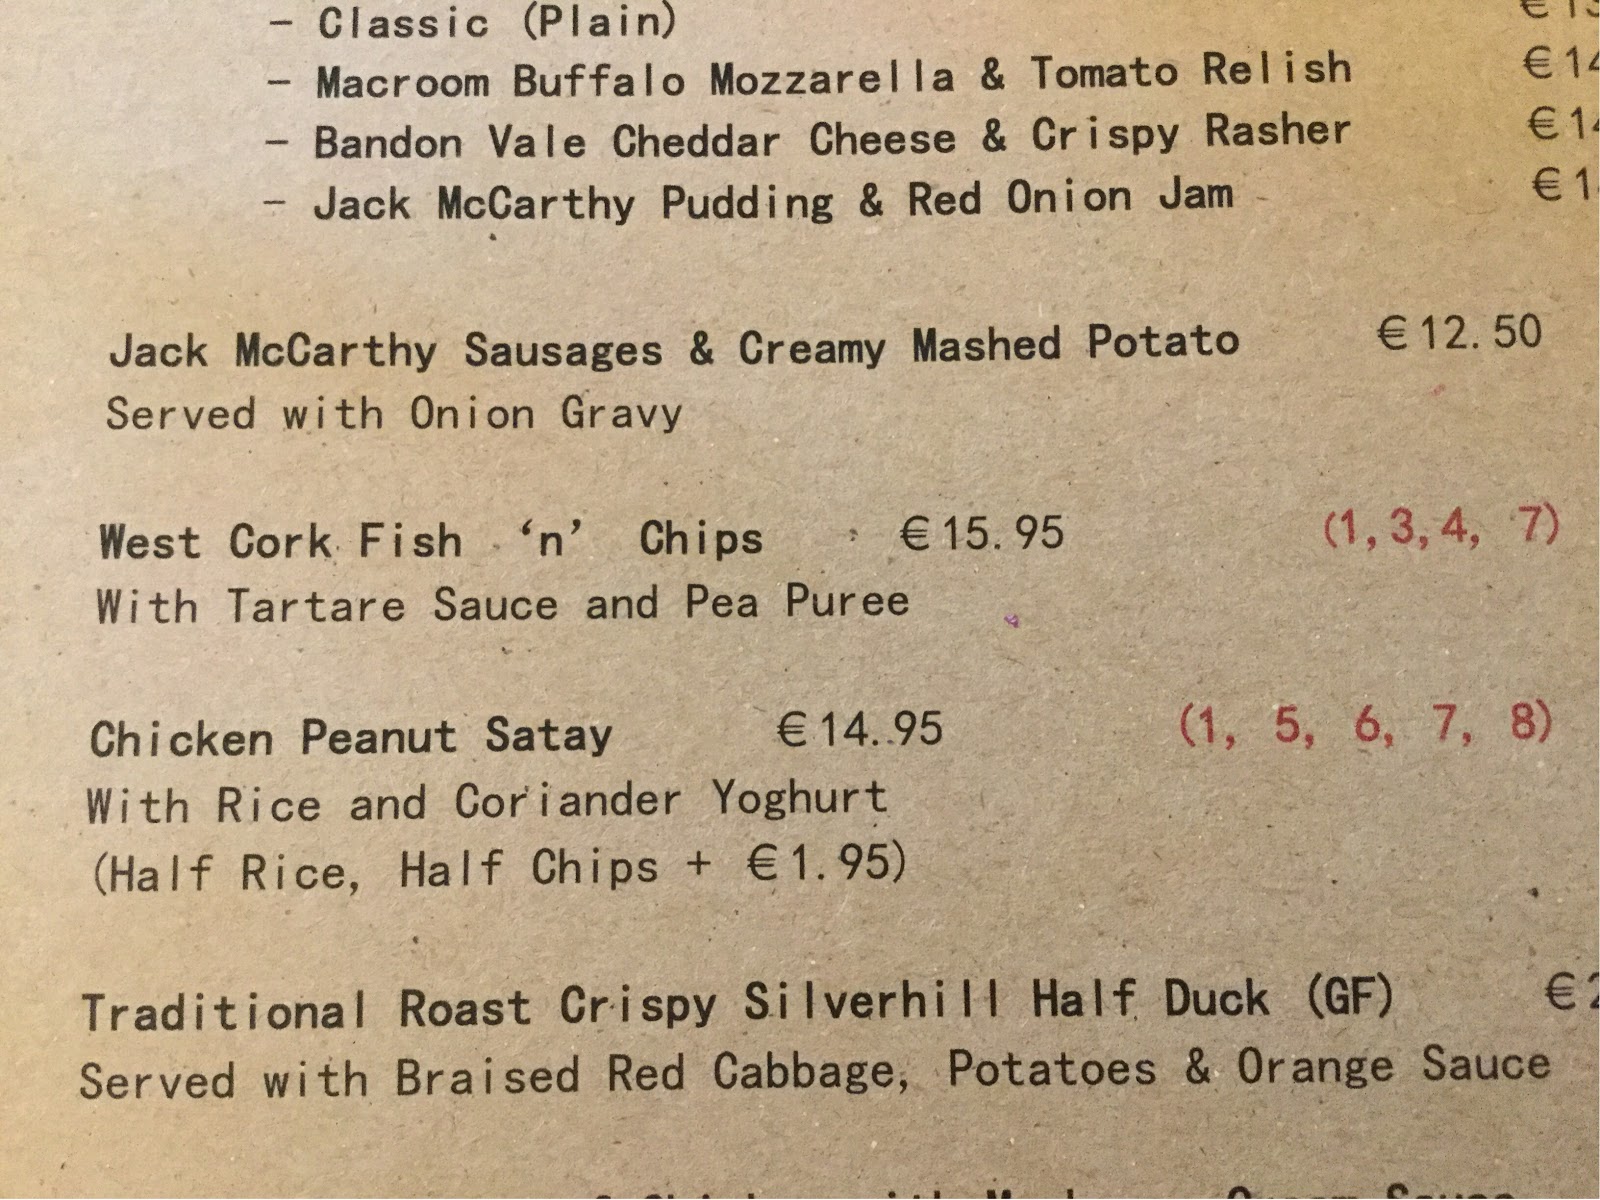 - Classic (Plain)
- Macroom Buffalo Mozzarella & Tomato Relish €14
- Bandon Vale Cheddar Cheese & Crispy Rasher €14
- Jack McCarthy Pudding & Red Onion Jam €1
Jack McCarthy Sausages & Creamy Mashed Potato €12.50
Served with Onion Gravy
West Cork Fish ‘n’ Chips €15.95 (1,3,4, 7)
With Tartare Sauce and Pea Puree
Chicken Peanut Satay €14.95 (1, 5, 6, 7, 8)
With Rice and Coriander Yoghurt
(Half Rice, Half Chips + €1.95)
Traditional Roast Crispy Silverhill Half Duck (GF) €2
Served with Braised Red Cabbage, Potatoes & Orange Sauce